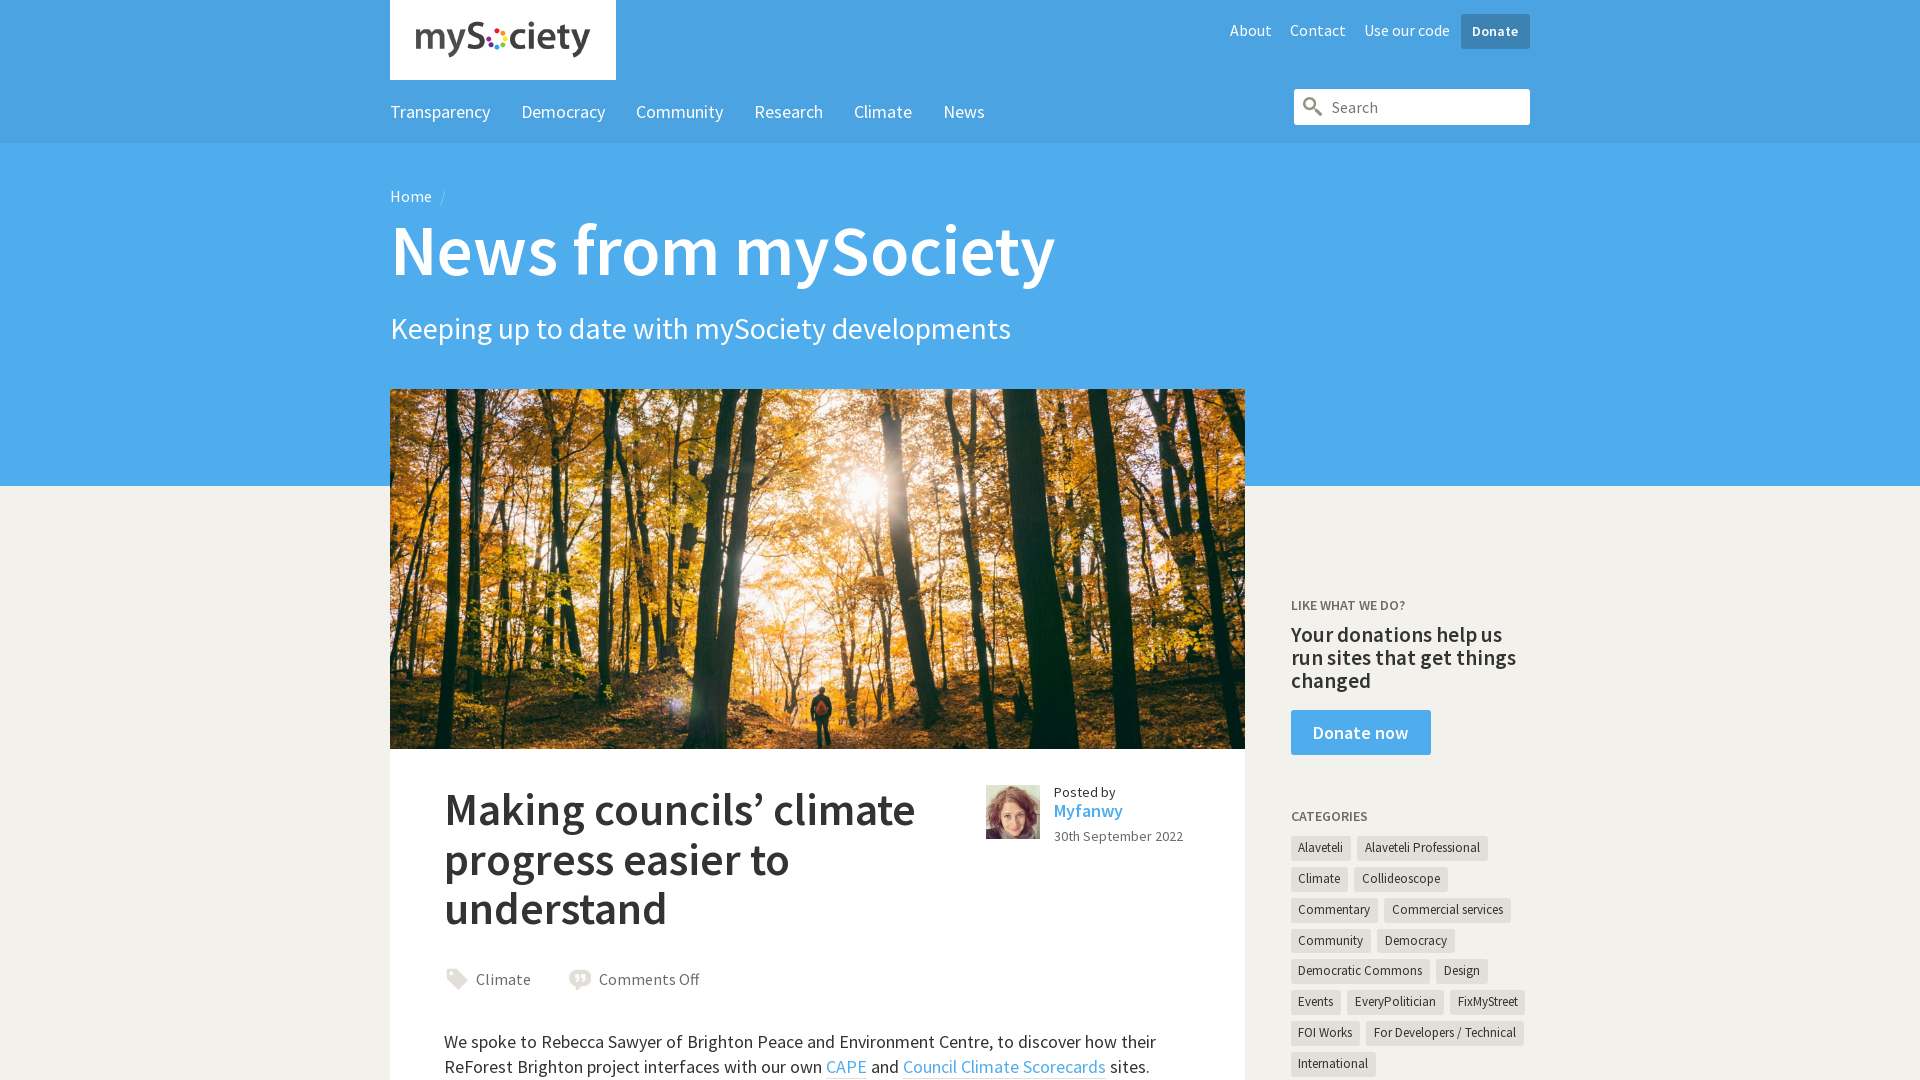 mySociety
About
Contact
Use our code
Donate
Transparency
Democracy
Community
Research
Climate
News
Search
Home /
News from mySociety
Keeping up to date with mySociety developments
Making councils’ climate
progress easier to
understand
Posted by
Myfanwy
30th September 2022
Climate
Comments Off
We spoke to Rebecca Sawyer of Brighton Peace and Environment Centre, to discover how their
ReForest Brighton project interfaces with our own CAPE and Council Climate Scorecards sites.
LIKE WHAT WE DO?
Your donations help us
run sites that get things
changed
Donate now
CATEGORIES
Alaveteli
Alaveteli Professional
Climate
Collideoscope
Commentary
Commercial services
Community
Democracy
Democratic Commons
Design
Events
EveryPolitician
FixMyStreet
FOI Works
For Developers / Technical
International